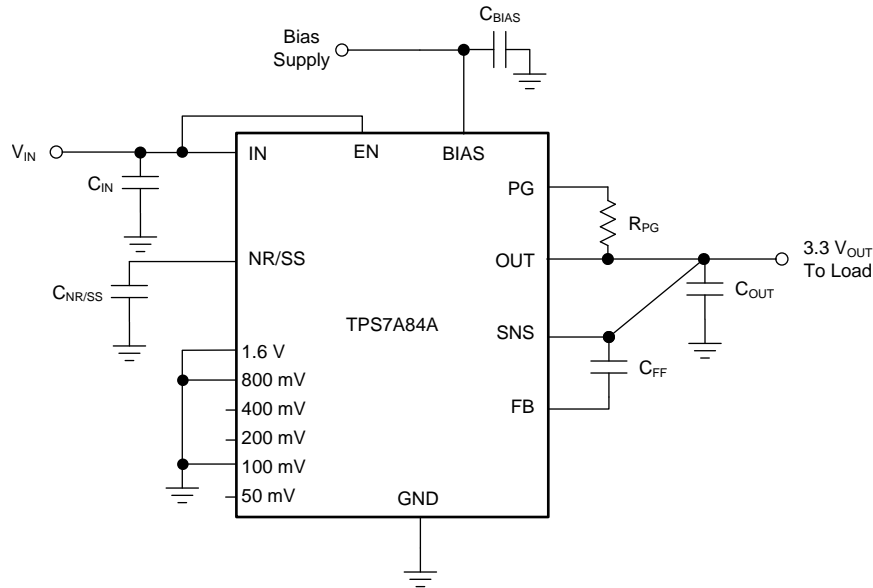 C_BIAS
Bias
Supply
V_IN
IN
EN
BIAS
C_IN
PG
R_PG
NR/SS
OUT
3.3 V_OUT
To Load
C_NR/SS
C_OUT
TPS7A84A
SNS
1.6 V
800 mV
C_FF
400 mV
FB
200 mV
100 mV
50 mV
GND